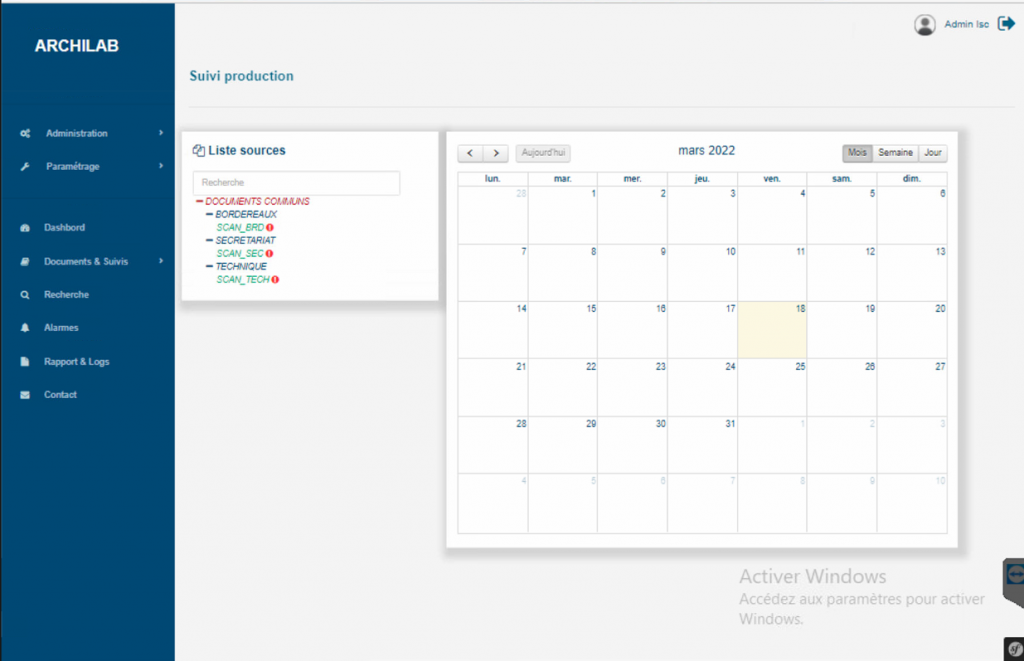 ARCHILAB
Admin Isc
Suivi production
Administration
Paramétrage
Dashbord
Documents & Suivis
Recherche
Alarmes
Rapport & Logs
Contact
Liste sources
Recherche
DOCUMENTS COMMUNS
BORDEREAUX
SCAN_BRD
SECRETARIAT
SCAN_SEC
TECHNIQUE
SCAN_TECH
Aujourd'hui
mars 2022
Mois Semaine Jour
lun. mar. mer. jeu. ven. sam. dim.
28 1 2 3 4 5 6
7 8 9 10 11 12 13
14 15 16 17 18 19 20
21 22 23 24 25 26 27
28 29 30 31 1 2 3
4 5 6 7 8 9 10
Activer Windows
Accédez aux paramètres pour activer
Windows.